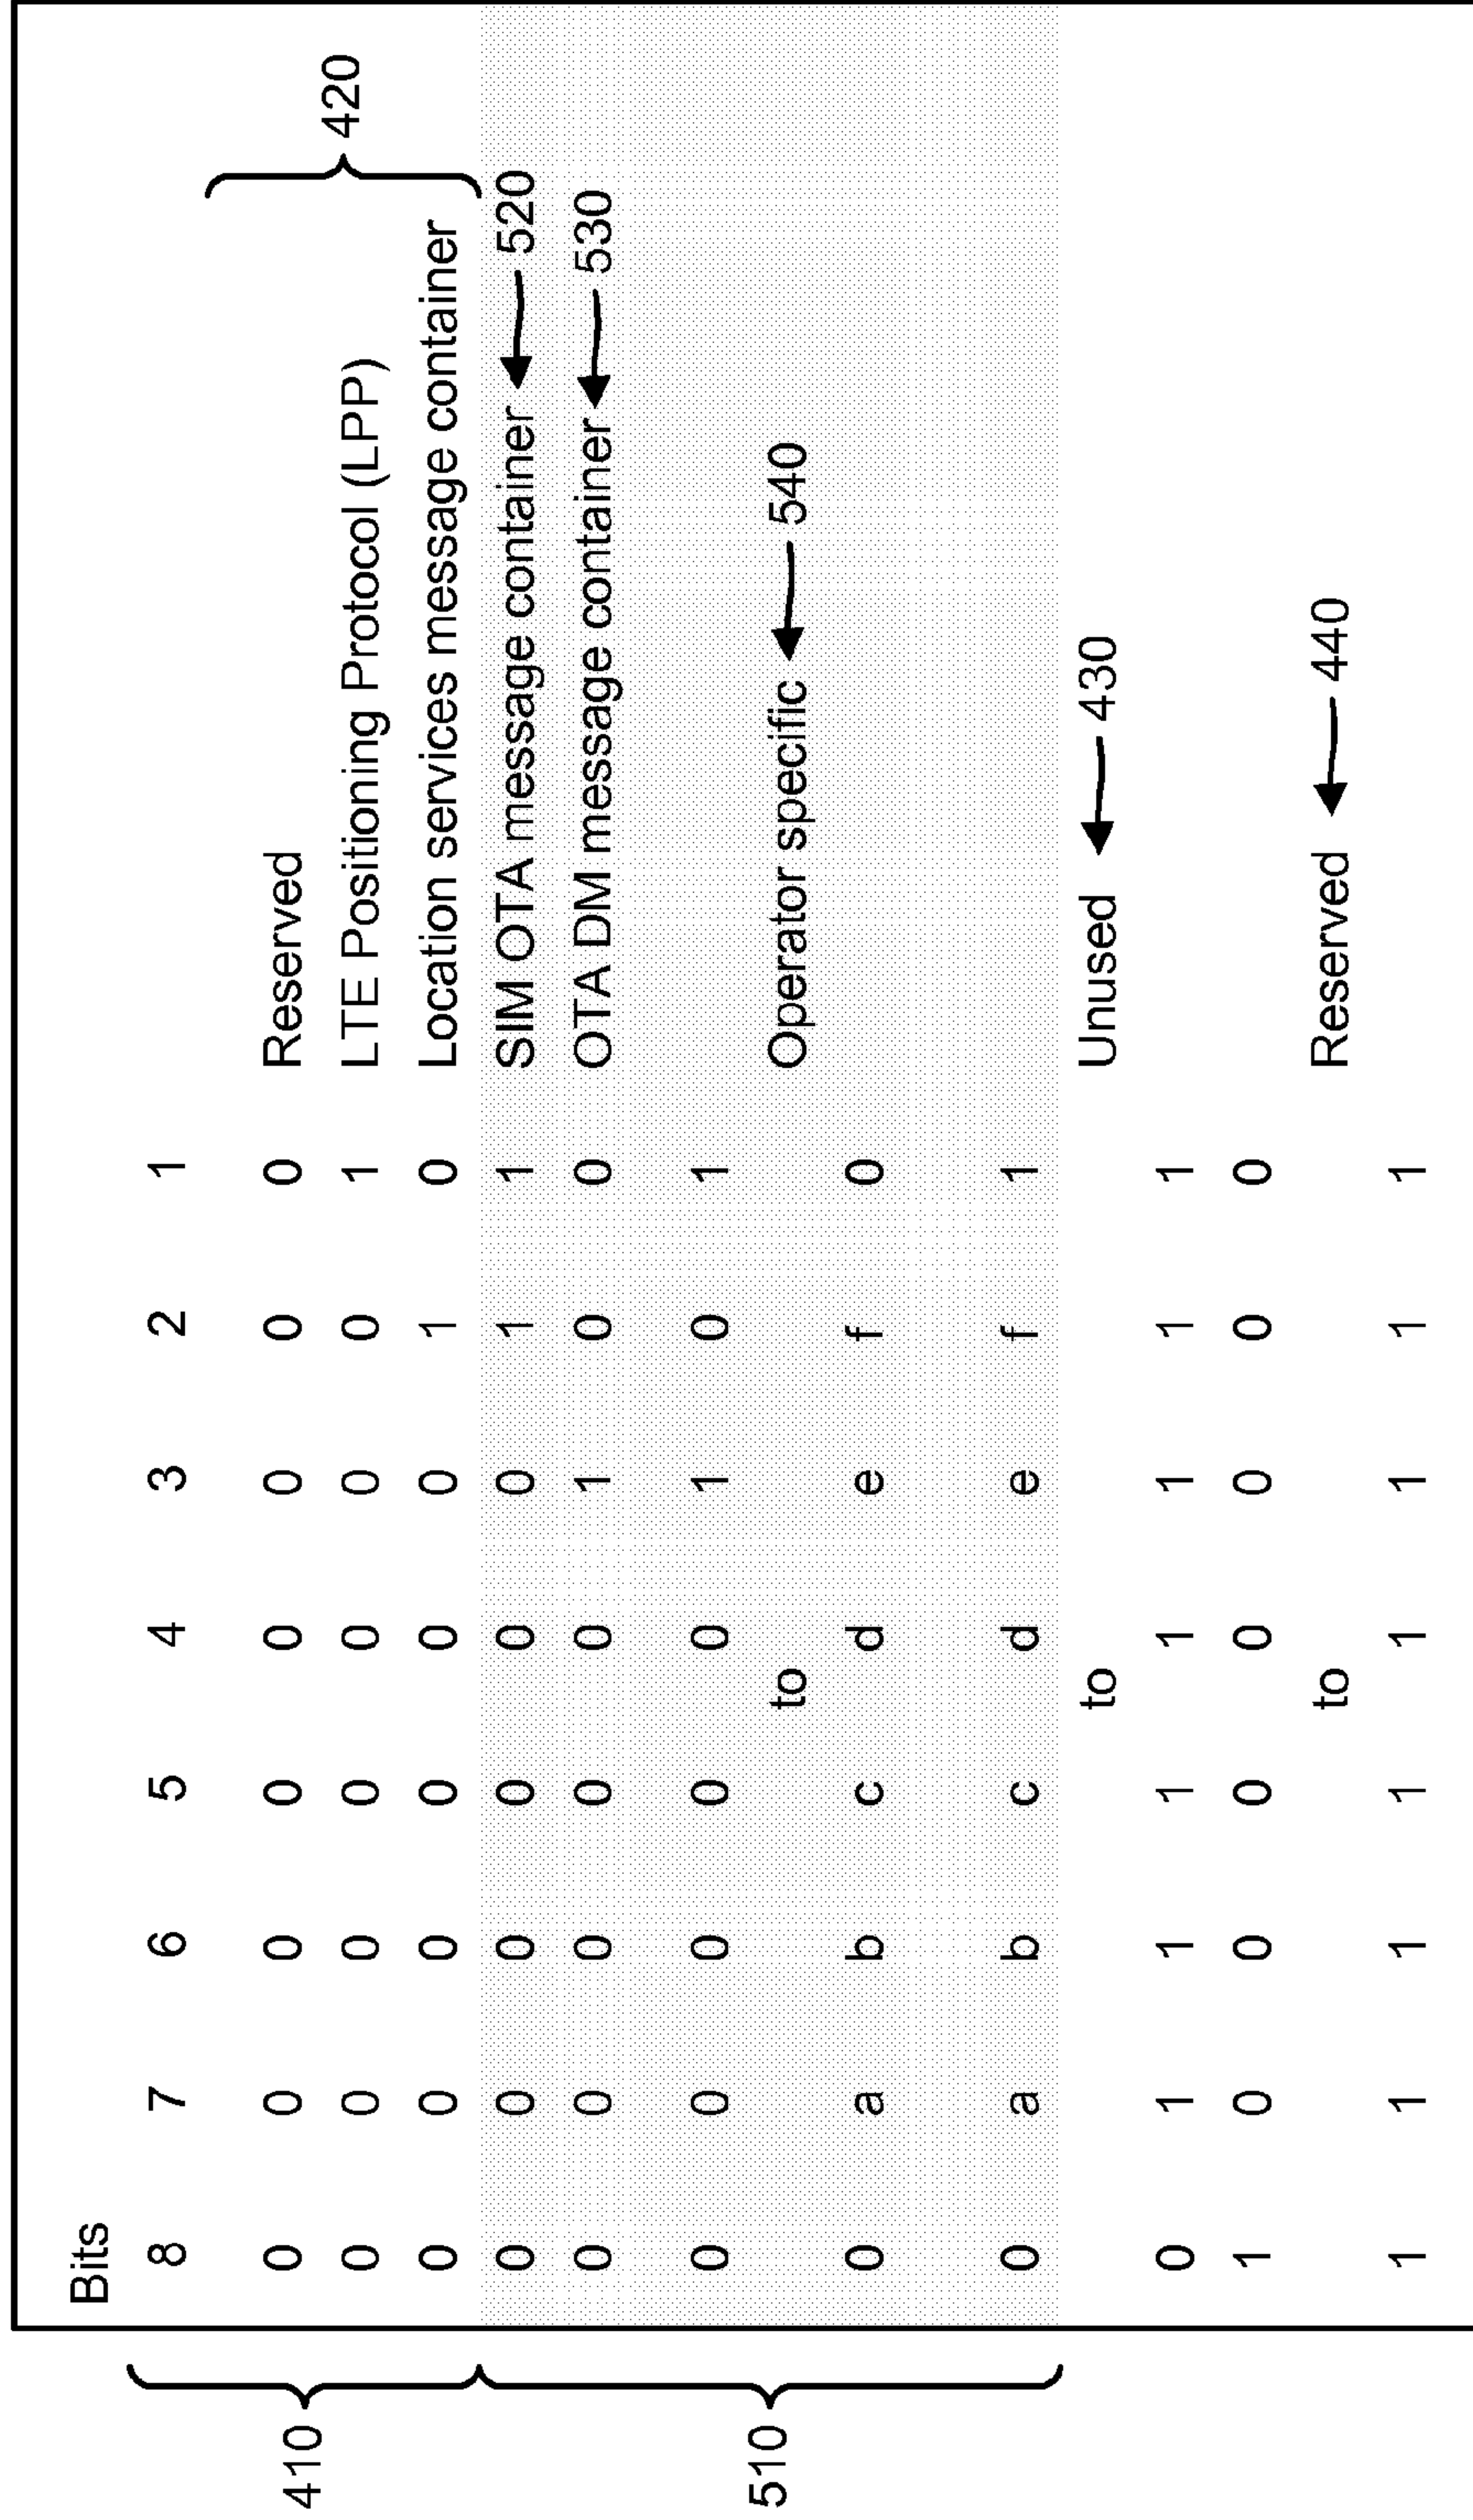 Bits
8 7 6 5 4 3 2 1
0 0 0 0 0 0 0 0 Reserved
0 0 0 0 0 0 0 1 LTE Positioning Protocol (LPP)
0 0 0 0 0 0 1 0 Location services message container
420
410
0 0 0 0 0 0 1 1 SIM OTA message container 520
0 0 0 0 0 1 0 0 OTA DM message container 530
0 0 0 0 0 1 0 1
to Operator specific 540
0 a b c d e f 0
510
0 a b c d e f 1
to Unused 430
0 1 1 1 1 1 1 1
1 0 0 0 0 0 0 0
to Reserved 440
1 1 1 1 1 1 1 1